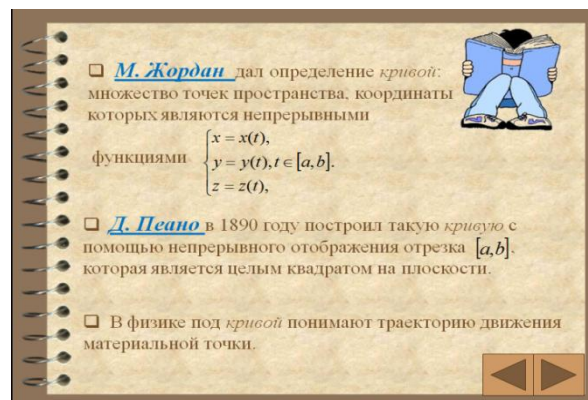 М. Жордан дал определение кривой:
множество точек пространства, координаты
которых являются непрерывными
функциями { x = x(t),
y = y(t), t ∈ [a,b].
z = z(t),
Д. Пеано в 1890 году построил такую кривую с
помощью непрерывного отображения отрезка [a,b],
которая является целым квадратом на плоскости.
В физике под кривой понимают траекторию движения
материальной точки.